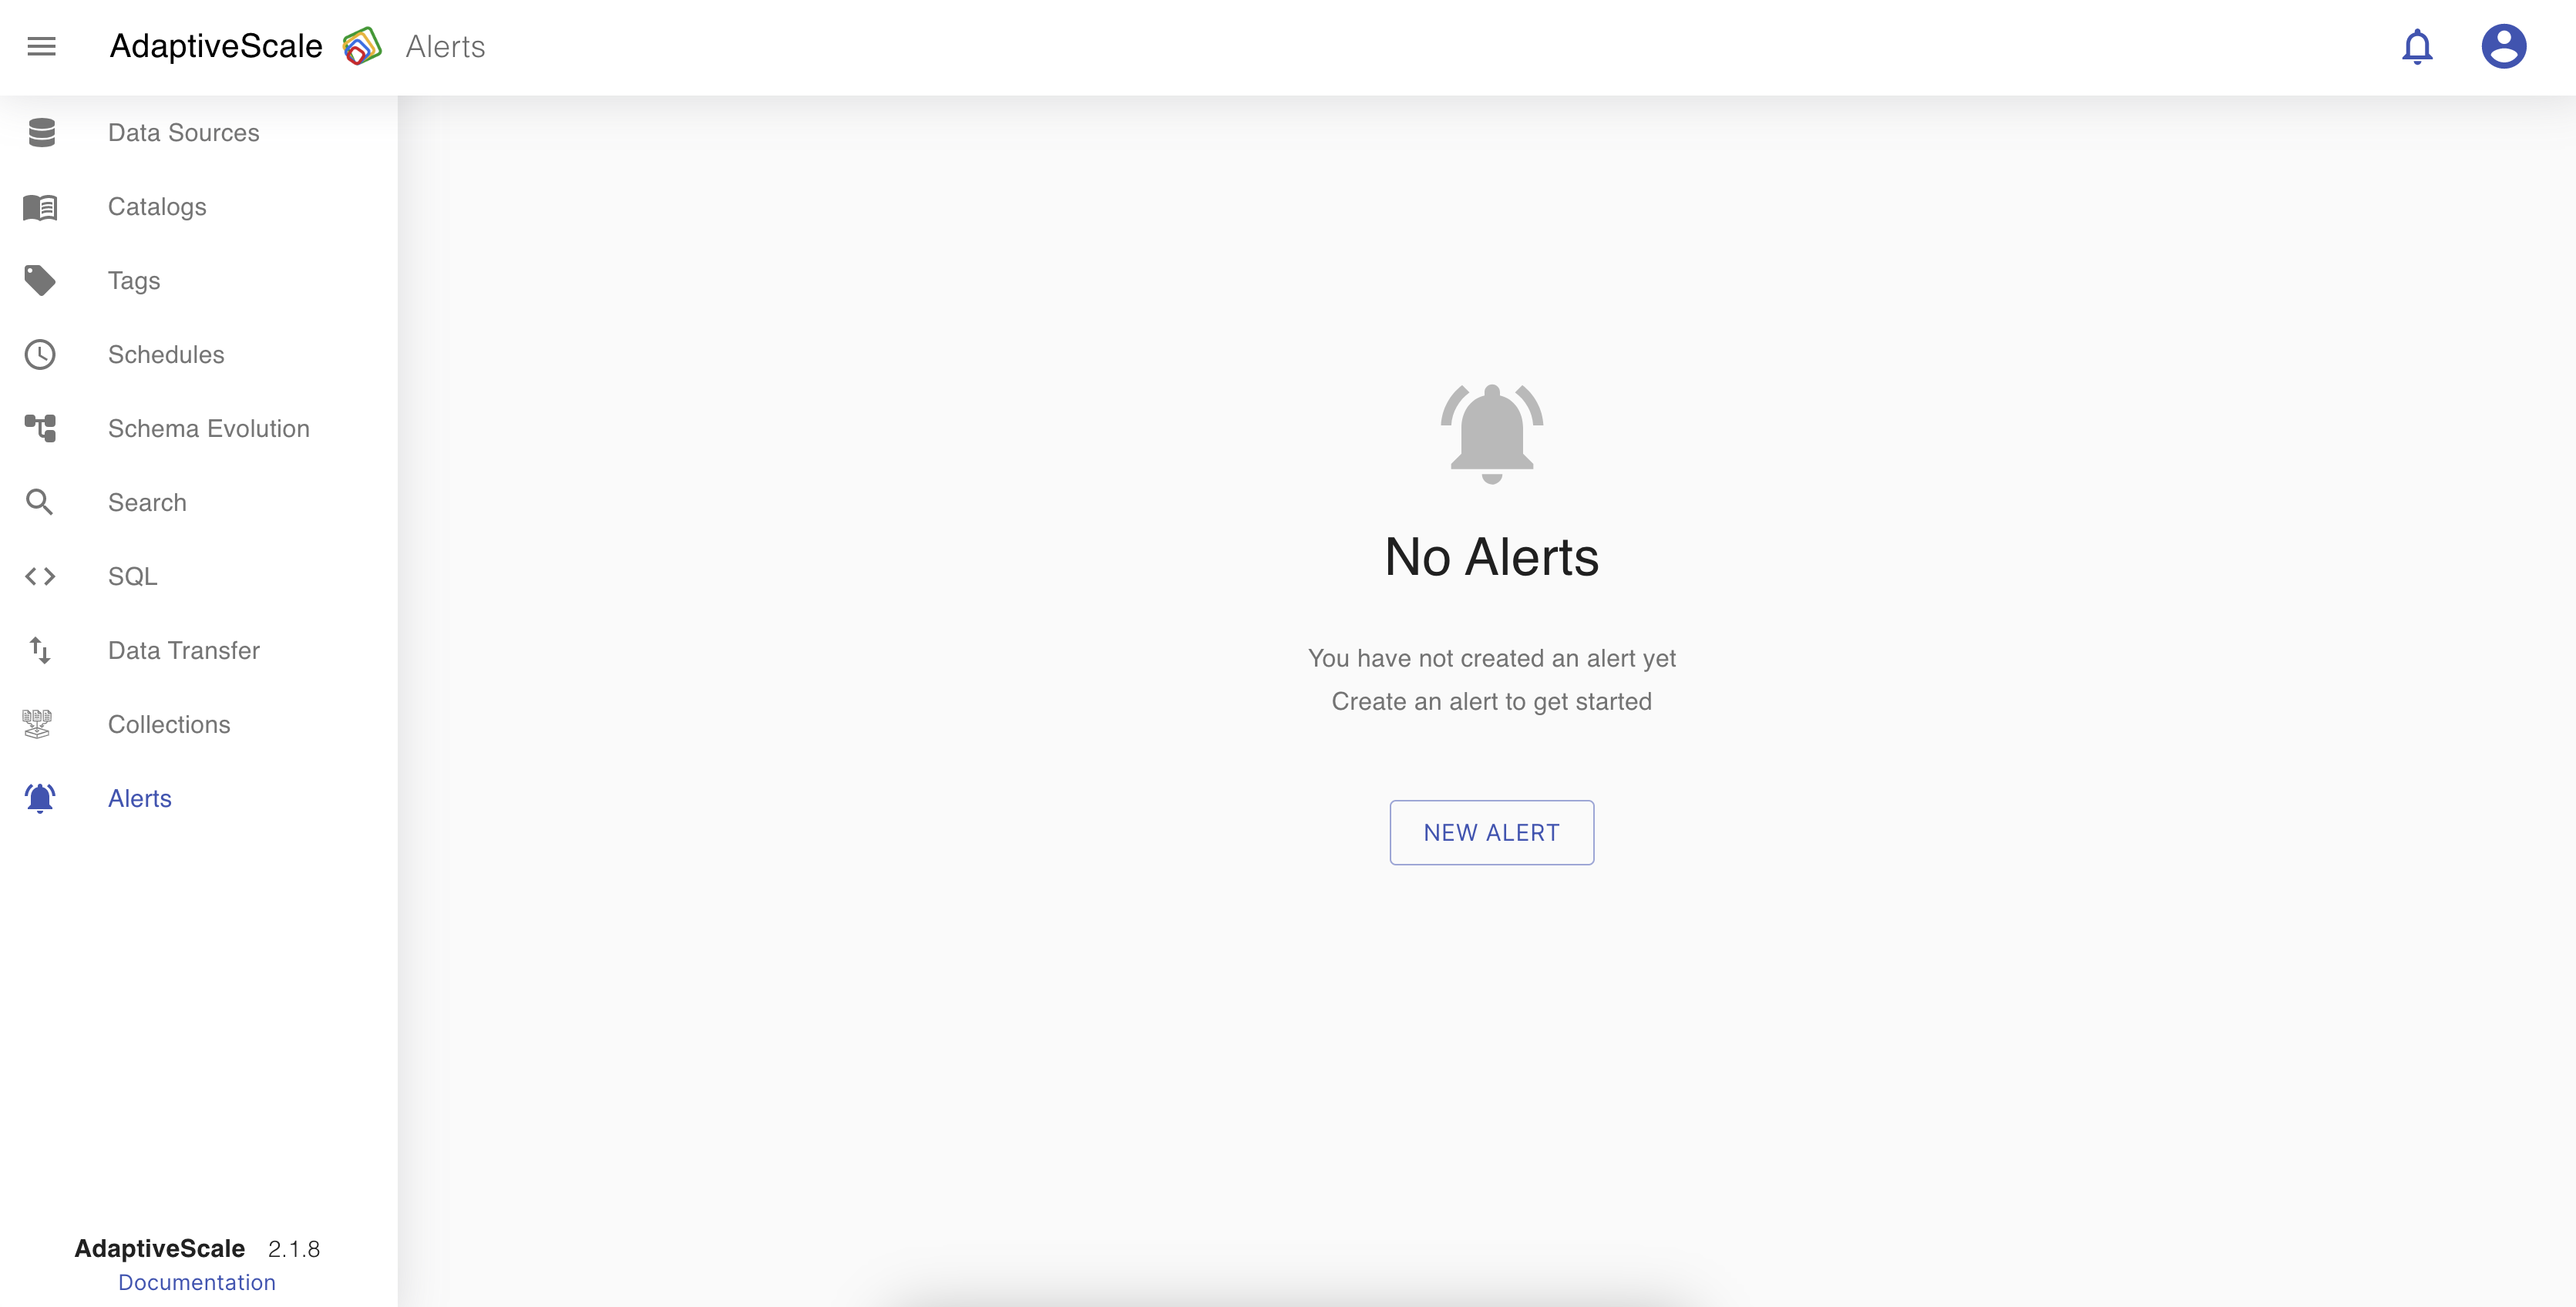 AdaptiveScale Alerts
Data Sources
Catalogs
Tags
Schedules
Schema Evolution
Search
SQL
Data Transfer
Collections
Alerts
No Alerts
You have not created an alert yet
Create an alert to get started
NEW ALERT
AdaptiveScale 2.1.8
Documentation